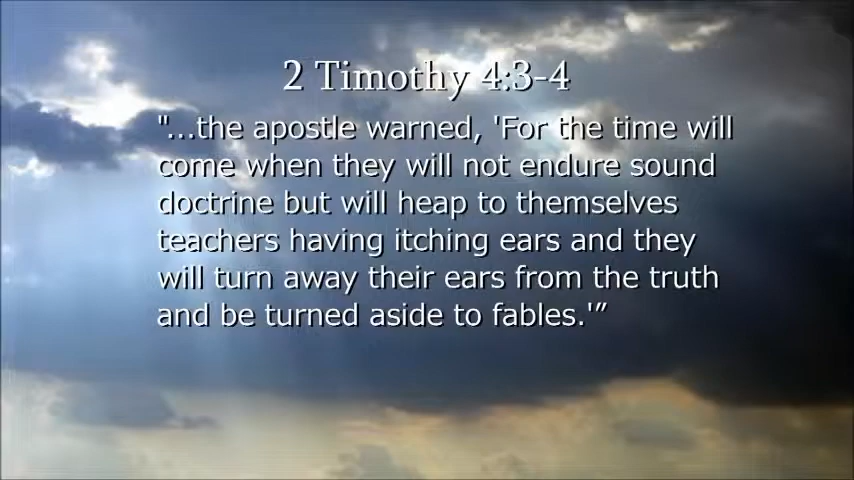 2 Timothy 4:3-4
"...the apostle warned, 'For the time will
come when they will not endure sound
doctrine but will heap to themselves
teachers having itching ears and they
will turn away their ears from the truth
and be turned aside to fables.'”